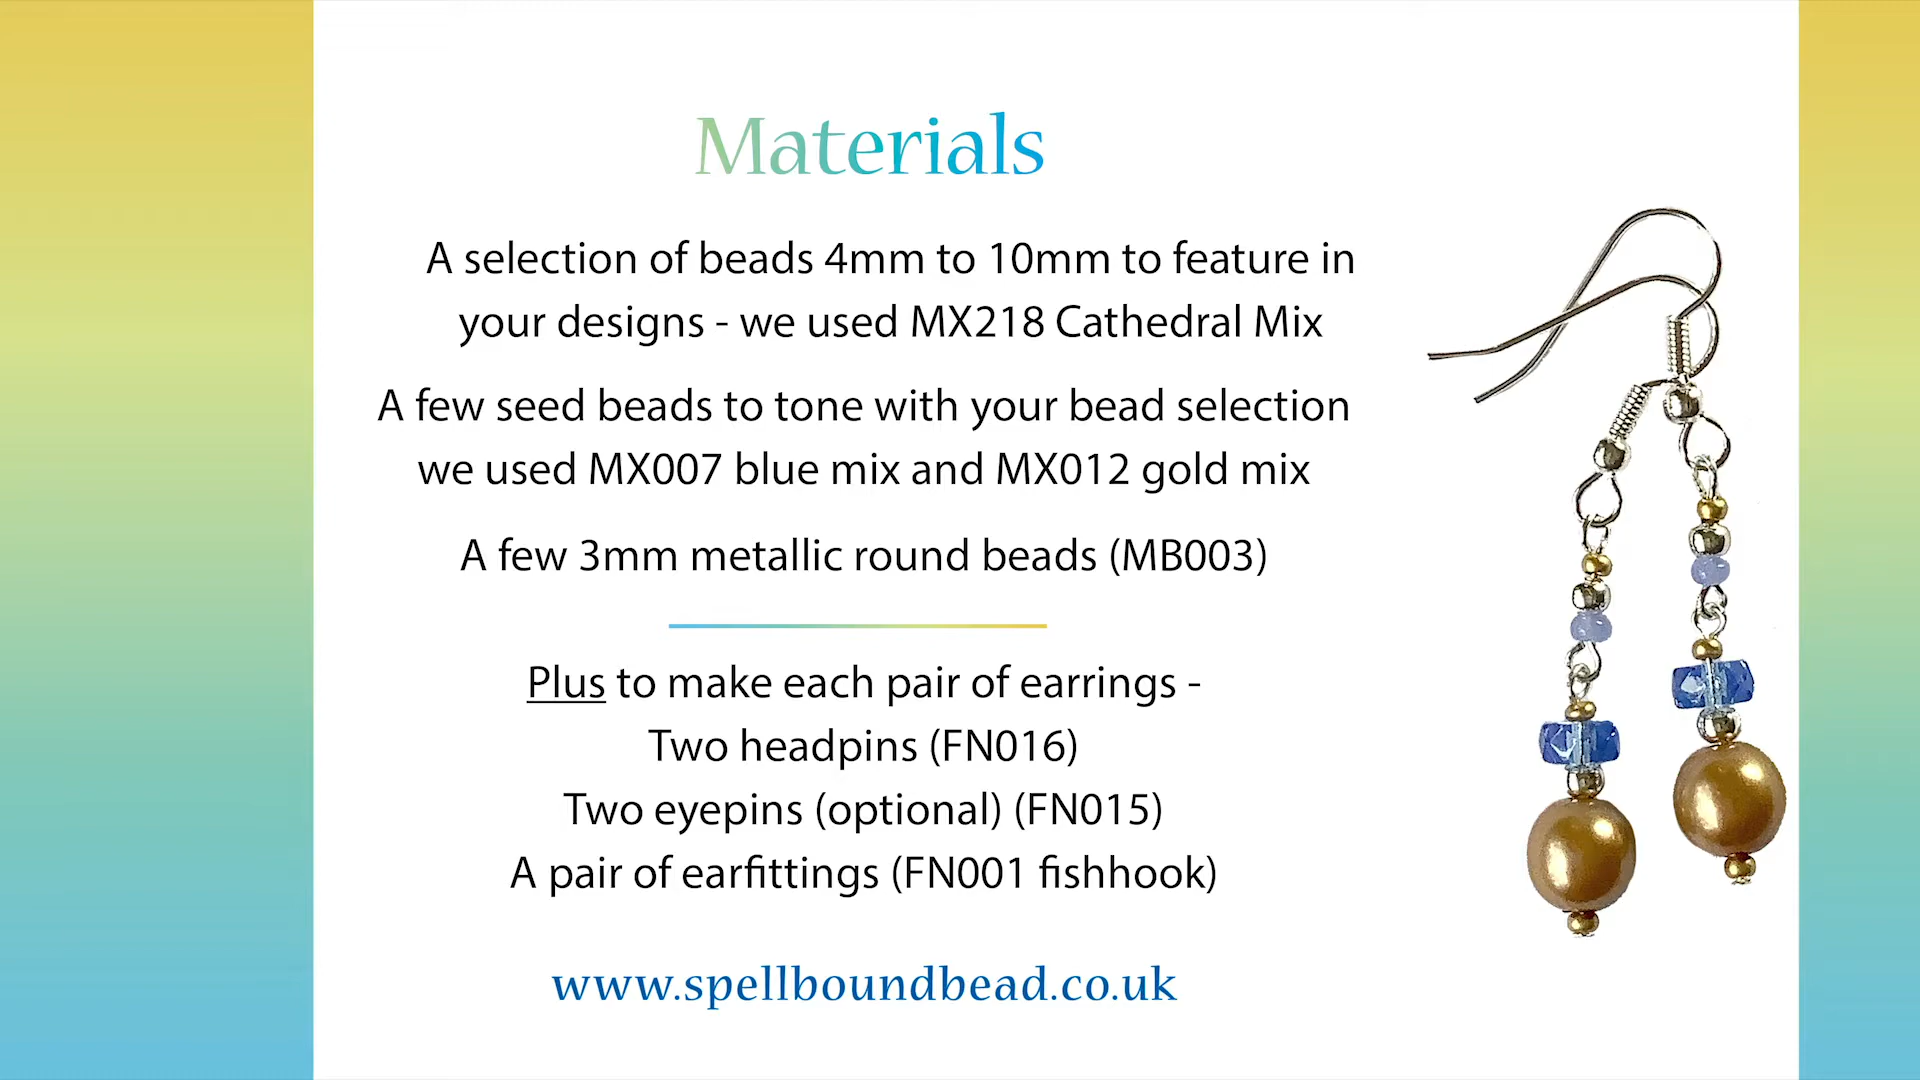 Materials
A selection of beads 4mm to 10mm to feature in
your designs - we used MX218 Cathedral Mix
A few seed beads to tone with your bead selection
we used MX007 blue mix and MX012 gold mix
A few 3mm metallic round beads (MB003)
Plus to make each pair of earrings -
Two headpins (FN016)
Two eyepins (optional) (FN015)
A pair of earfittings (FN001 fishhook)
www.spellboundbead.co.uk